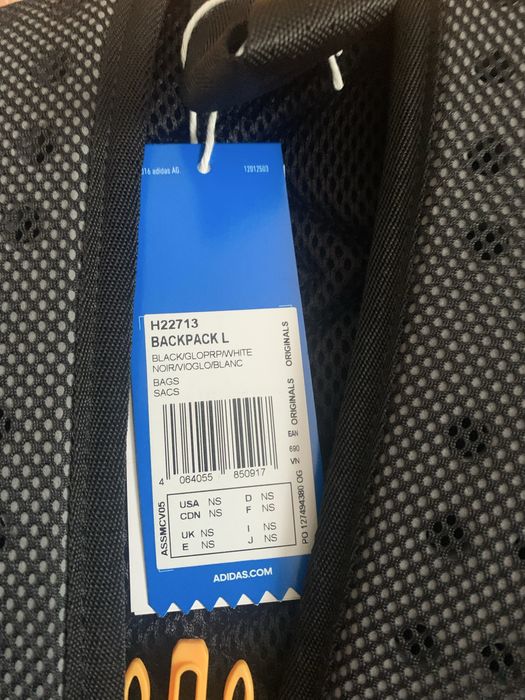 016 adidas AG 12012503
H22713
BACKPACK L
BLACK/GLOPRP/WHITE
NOIR/VIOGLO/BLANC
BAGS
SACS
4 064055 850917
USA NS D NS
CDN NS F NS
UK NS I NS
E NS J NS
ASSMCV05
ORIGINALS
ORIGINALS
EAN
690
VN
PO 127494380 OG
ADIDAS.COM